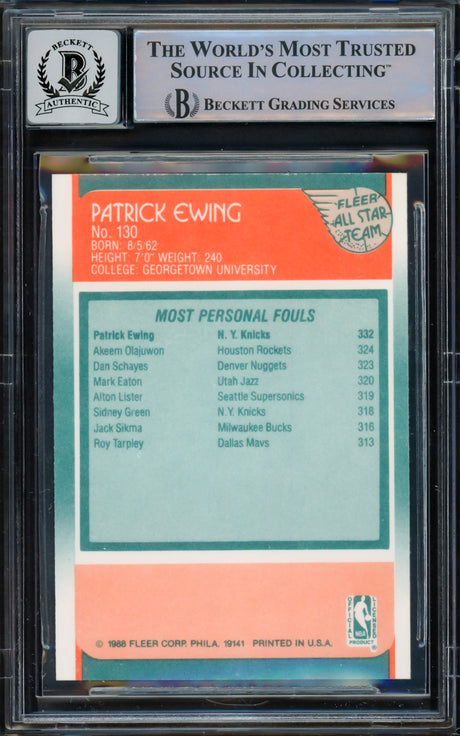 BECKETT
B
AUTHENTIC
THE WORLD'S MOST TRUSTED
SOURCE IN COLLECTING™
B BECKETT GRADING SERVICES
PATRICK EWING
No. 130
BORN: 8/5/62
HEIGHT: 7'0" WEIGHT: 240
COLLEGE: GEORGETOWN UNIVERSITY
FLEER
ALL STAR
TEAM
MOST PERSONAL FOULS
Patrick Ewing N. Y. Knicks 332
Akeem Olajuwon Houston Rockets 324
Dan Schayes Denver Nuggets 323
Mark Eaton Utah Jazz 320
Alton Lister Seattle Supersonics 319
Sidney Green N.Y. Knicks 318
Jack Sikma Milwaukee Bucks 316
Roy Tarpley Dallas Mavs 313
OFFICIAL LICENSED
NBA
PRODUCT ®
© 1988 FLEER CORP. PHILA. 19141 PRINTED IN U.S.A.